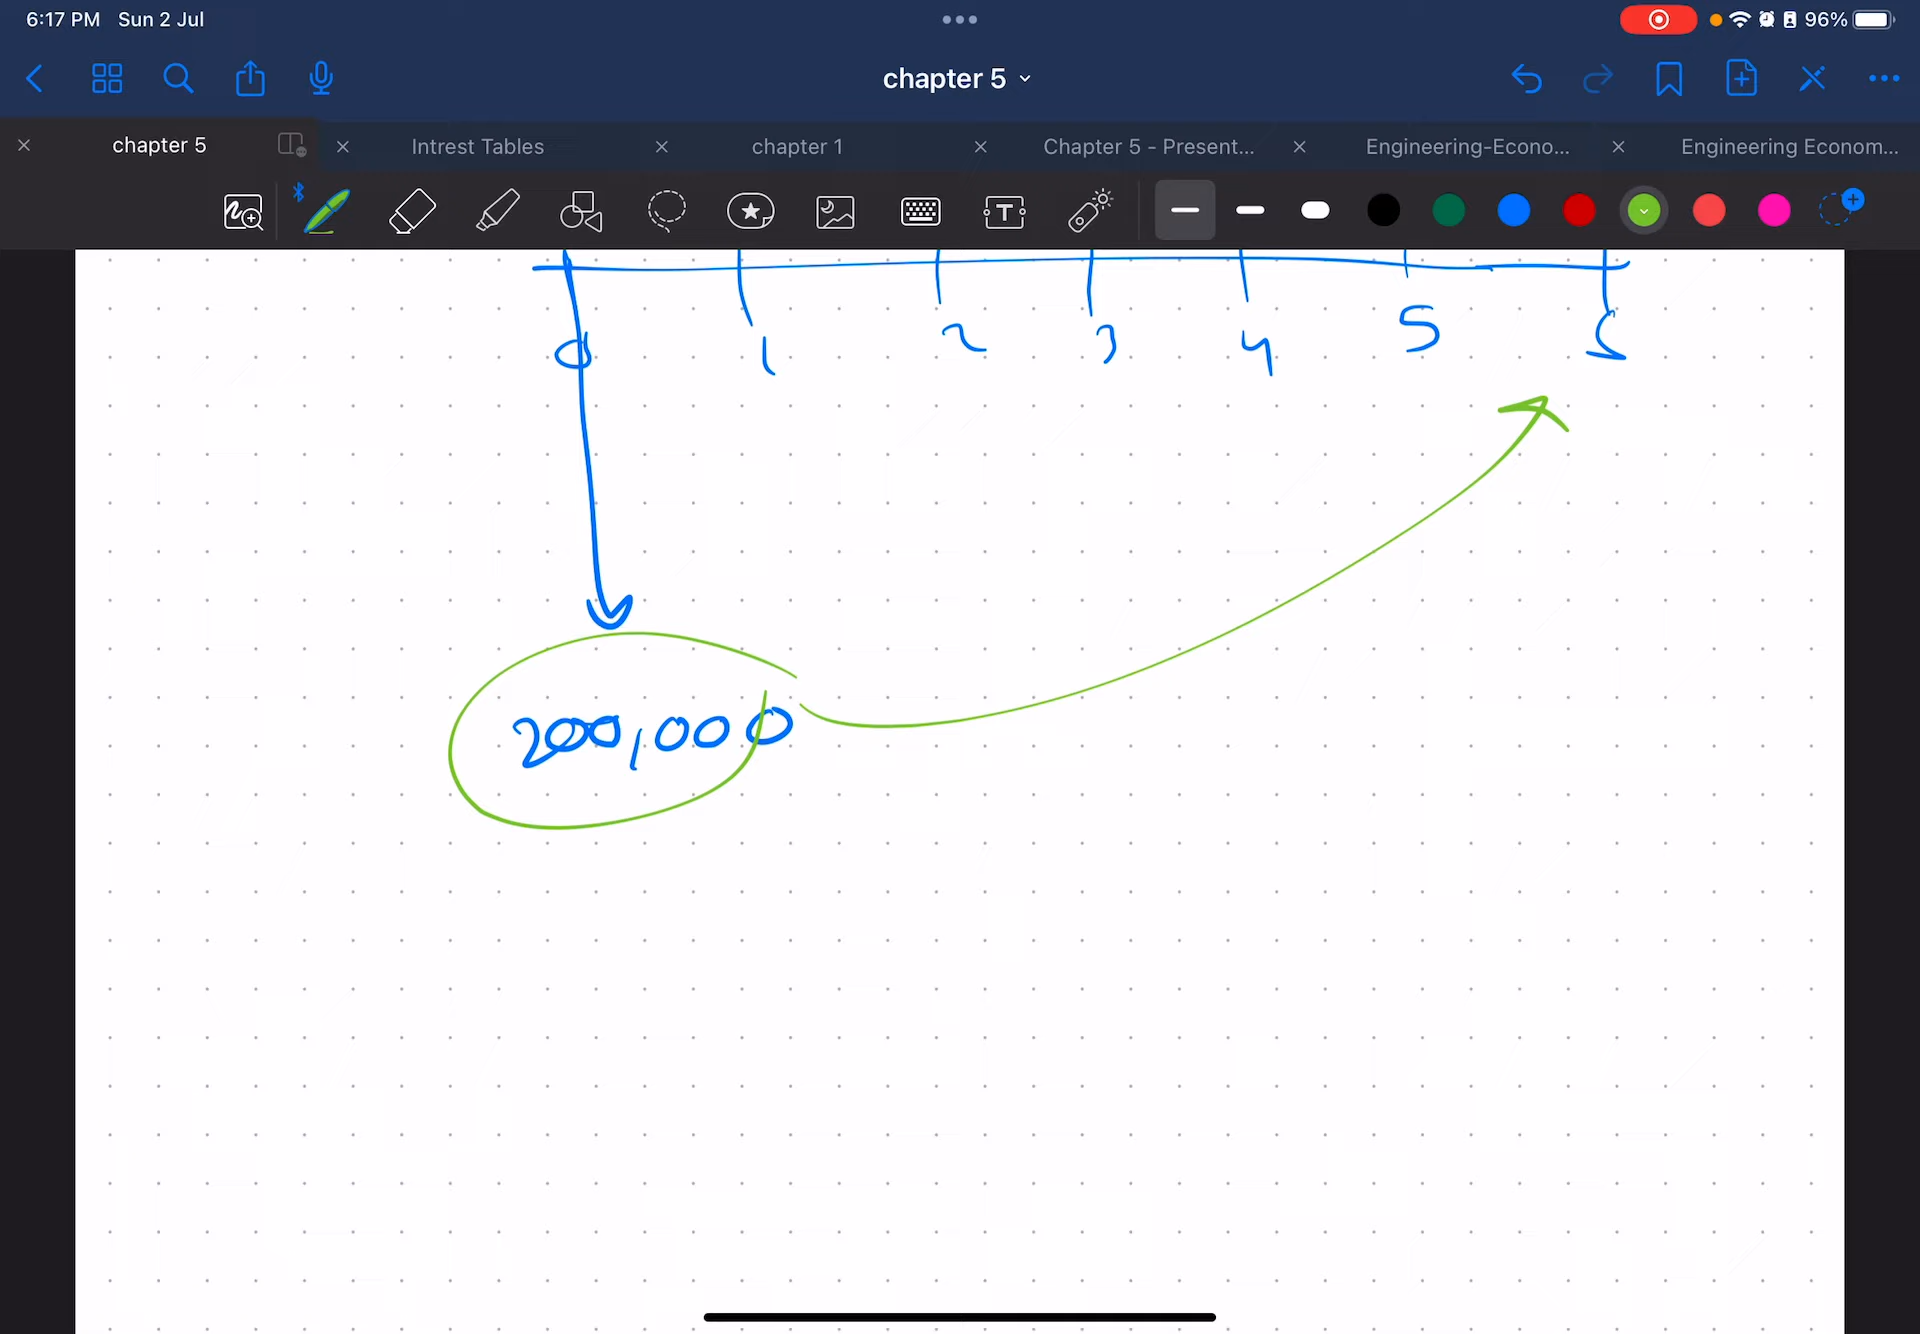 6:17 PM Sun 2 Jul
96%
chapter 5
chapter 5
Intrest Tables
chapter 1
Chapter 5 - Present...
Engineering-Econo...
Engineering Econom...
T
0 1 2 3 4 5 6
200,000